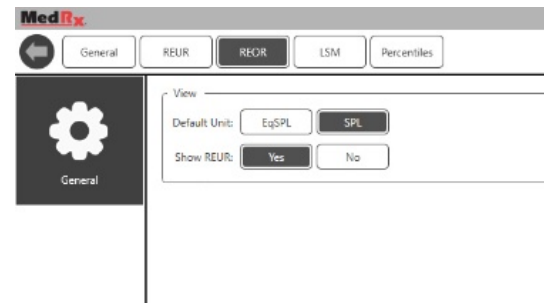 MedRx
General REUR REOR LSM Percentiles
View
Default Unit: EqSPL SPL
Show REUR: Yes No
General